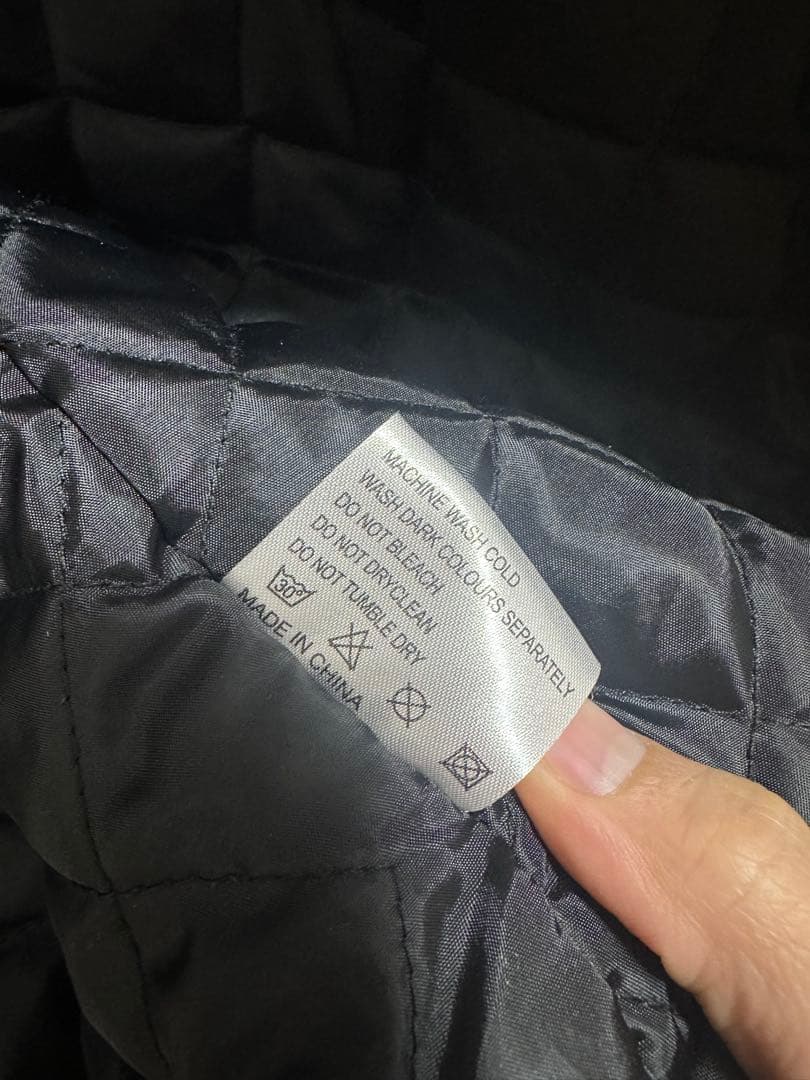 MACHINE WASH COLD
WASH DARK COLOURS SEPARATELY
DO NOT BLEACH
DO NOT DRYCLEAN
DO NOT TUMBLE DRY
30°
MADE IN CHINA